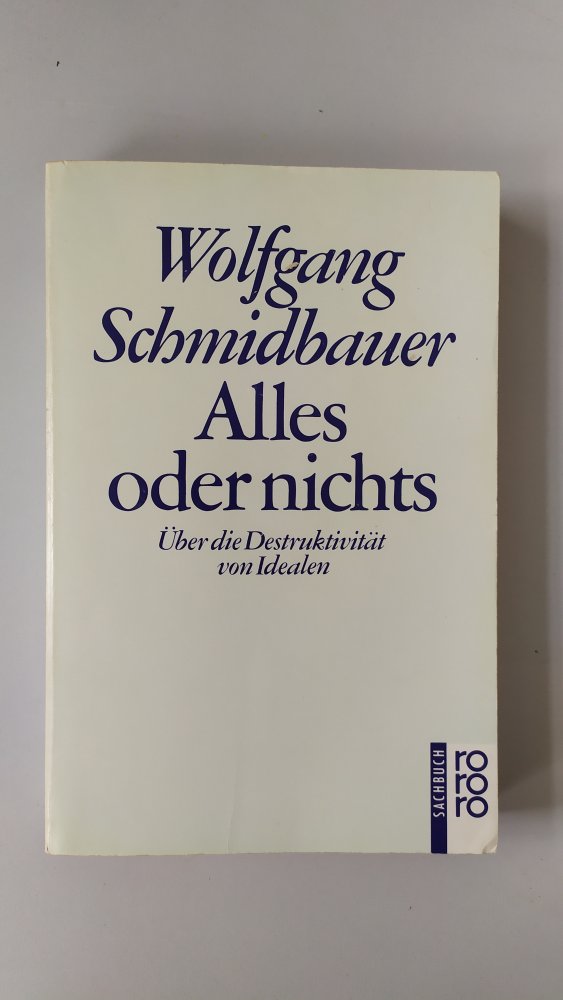 Wolfgang
Schmidbauer
Alles
oder nichts
Über die Destruktivität
von Idealen
SACHBUCH
ro
ro
ro